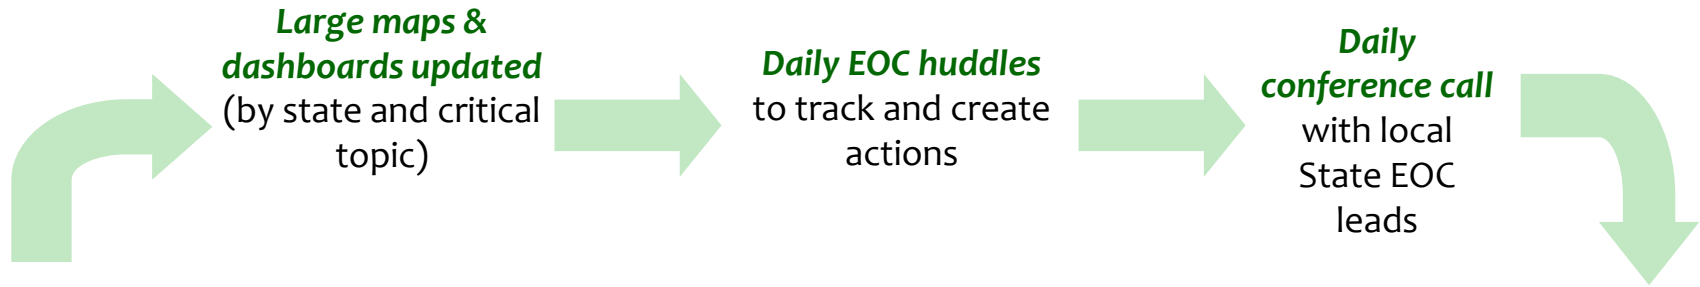 Large maps &
dashboards updated
(by state and critical
topic)
Daily EOC huddles
to track and create
actions
Daily
conference call
with local
State EOC
leads